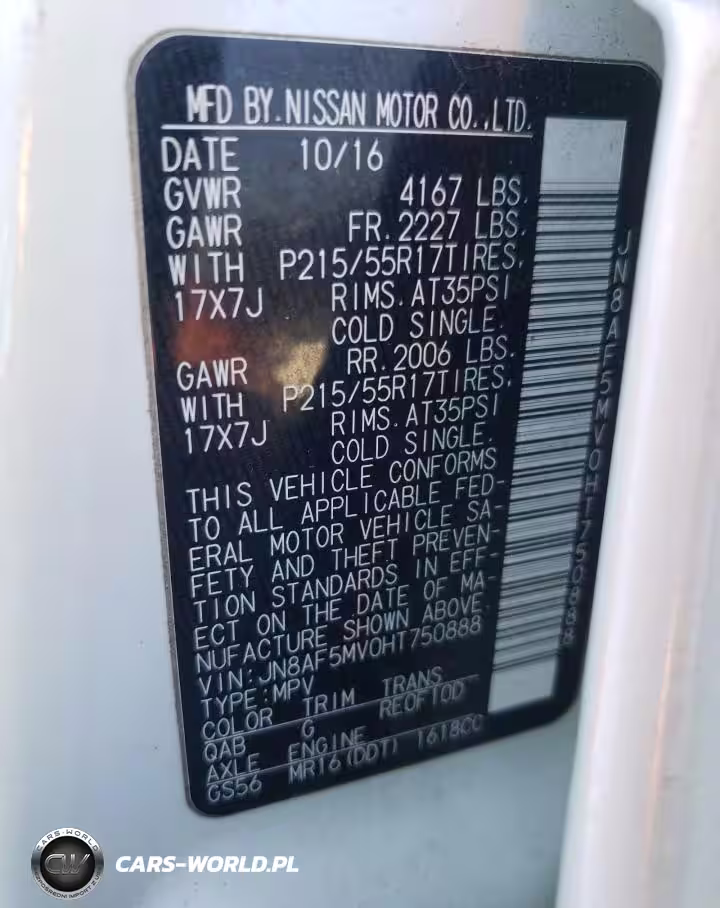 MFD BY.NISSAN MOTOR CO.,LTD.
DATE 10/16
GVWR 4167 LBS.
GAWR FR.2227 LBS.
WITH P215/55R17TIRES,
17X7J RIMS.AT35PSI
COLD SINGLE.
GAWR RR.2006 LBS.
WITH P215/55R17TIRES,
17X7J RIMS.AT35PSI
COLD SINGLE.
THIS VEHICLE CONFORMS
TO ALL APPLICABLE FED-
ERAL MOTOR VEHICLE SA-
FETY AND THEFT PREVEN-
TION STANDARDS IN EFF-
ECT ON THE DATE OF MA-
NUFACTURE SHOWN ABOVE.
VIN:JN8AF5MV0HT750888
TYPE:MPV
COLOR TRIM TRANS
QAB G RE0F10D
AXLE ENGINE
GS56 MR16(DDT) 1618CC
JN8AF5MV0HT750888
CARS-WORLD
CW
CARS-WORLD.PL